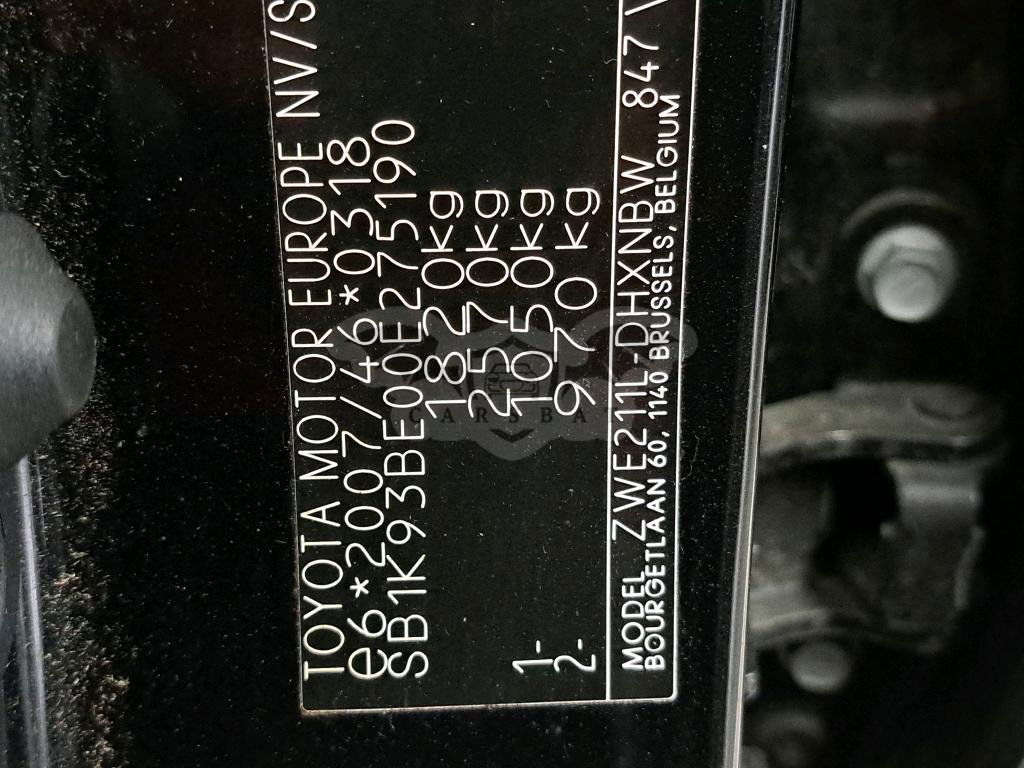 TOYOTA MOTOR EUROPE NV/S
e6*2007/46*0318
SB1K93BE00E275190
1820kg
2570kg
1- 1050kg
2- 970 kg
MODEL ZWE211L-DHXNBW 847
BOURGETLAAN 60, 1140 BRUSSELS, BELGIUM
CARSBA